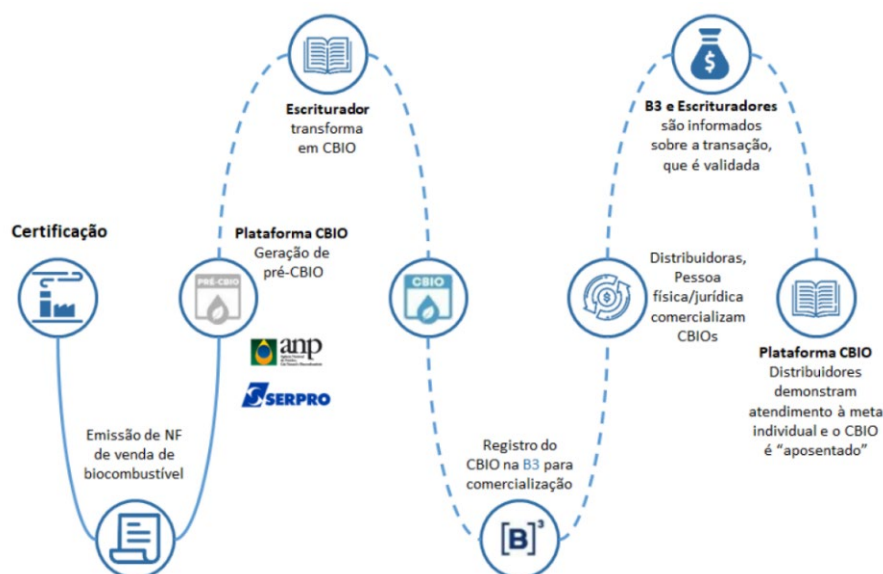 Certificação
Emissão de NF
de venda de
biocombustível
Plataforma CBIO
Geração de
pré-CBIO
PRÉ-CBIO
anp
SERPRO
Escriturador
transforma
em CBIO
CBIO
Registro do
CBIO na B3 para
comercialização
[B]³
Distribuidoras,
Pessoa
física/jurídica
comercializam
CBIOs
$
B3 e Escrituradores
são informados
sobre a transação,
que é validada
$
Plataforma CBIO
Distribuidores
demonstram
atendimento à meta
individual e o CBIO
é “aposentado”